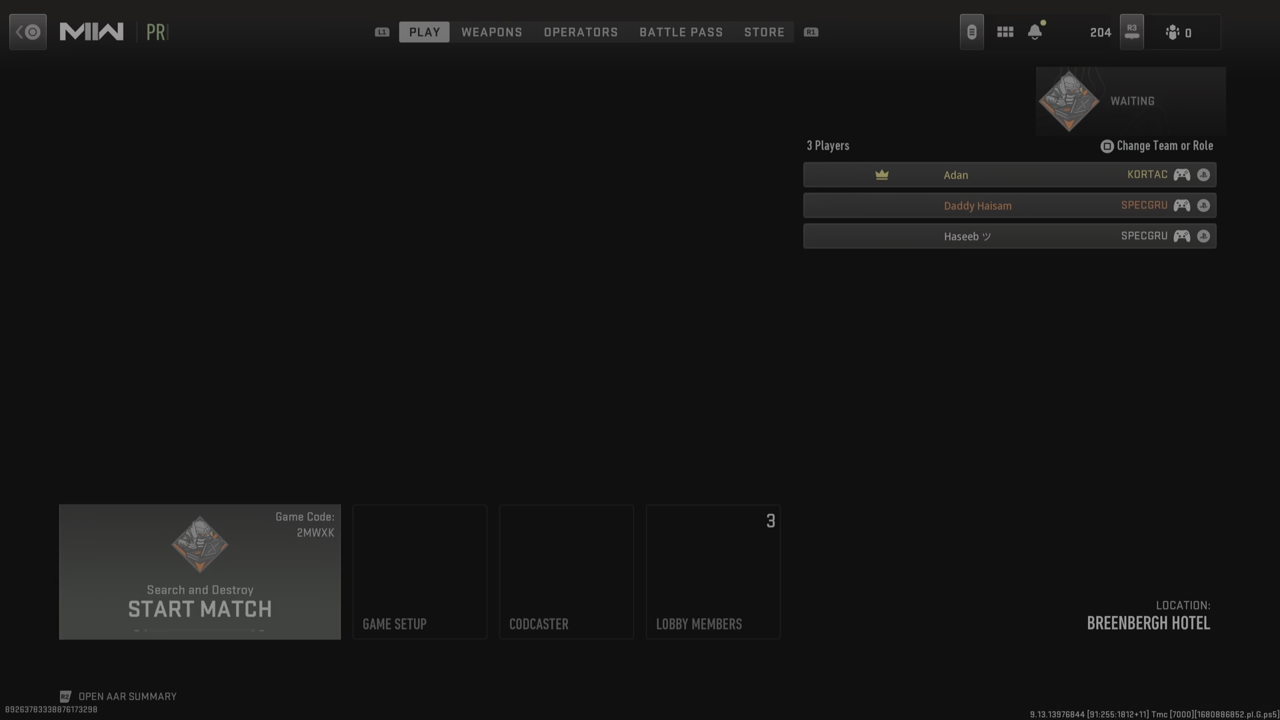 MW PR
L1 PLAY WEAPONS OPERATORS BATTLE PASS STORE R1
204 R3 0
WAITING
3 Players Change Team or Role
Adan KORTAC
Daddy Haisam SPECGRU
Haseeb ツ SPECGRU
Game Code:
2MWXK
Search and Destroy
START MATCH
GAME SETUP
CODCASTER
3
LOBBY MEMBERS
LOCATION:
BREENBERGH HOTEL
R2 OPEN AAR SUMMARY
89263783338876173298
9.13.13976844 [91:255:1812+11] Tmc [7000][1680886852.pl.G.ps5]